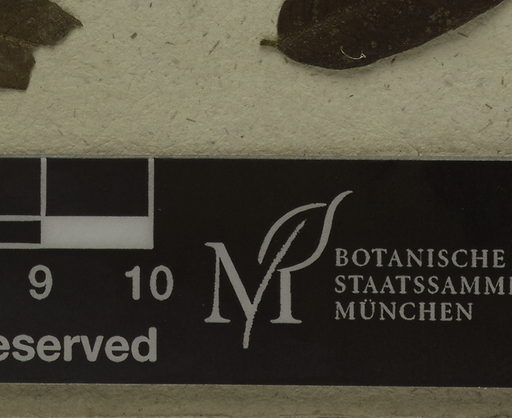 9 10
eserved
BOTANISCHE
STAATSSAMM
MÜNCHEN